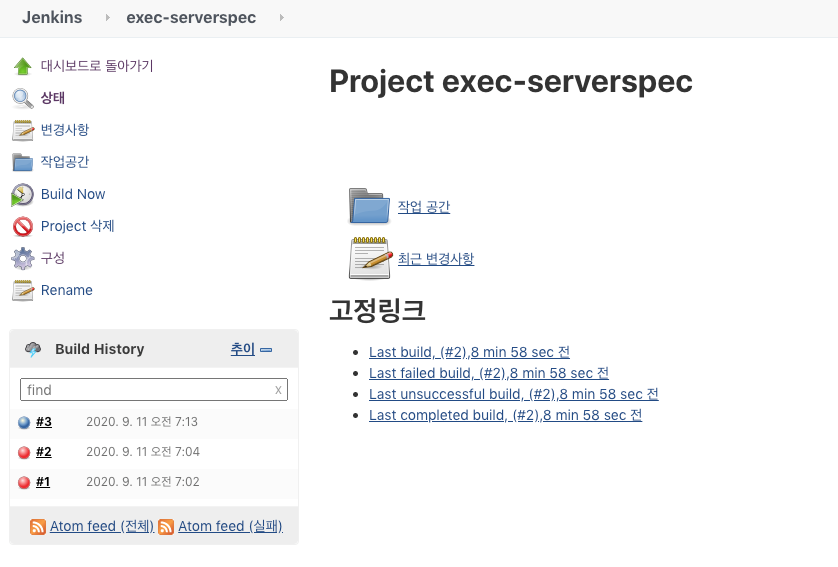 Jenkins exec-serverspec
대시보드로 돌아가기
상태
변경사항
작업공간
Build Now
Project 삭제
구성
Rename
Build History 추이
find x
#3 2020. 9. 11 오전 7:13
#2 2020. 9. 11 오전 7:04
#1 2020. 9. 11 오전 7:02
Atom feed (전체) Atom feed (실패)
Project exec-serverspec
작업 공간
최근 변경사항
고정링크
Last build, (#2),8 min 58 sec 전
Last failed build, (#2),8 min 58 sec 전
Last unsuccessful build, (#2),8 min 58 sec 전
Last completed build, (#2),8 min 58 sec 전